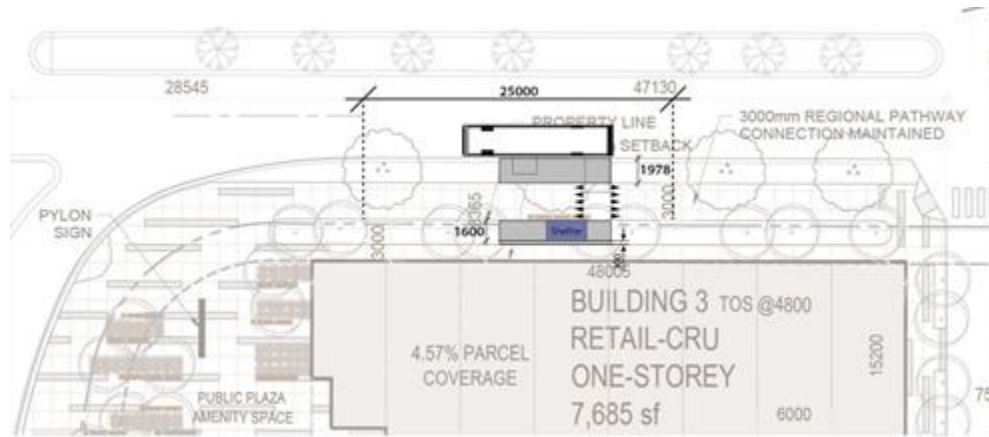 28545
25000
47130
PROPERTY LINE
3000mm REGIONAL PATHWAY
CONNECTION MAINTAINED
SETBACK
1978
PYLON
SIGN
3000
1600
3000
Shelter
48005
BUILDING 3 TOS @4800
RETAIL-CRU
ONE-STOREY
7,685 sf
4.57% PARCEL
COVERAGE
15200
6000
PUBLIC PLAZA
AMENITY SPACE
75